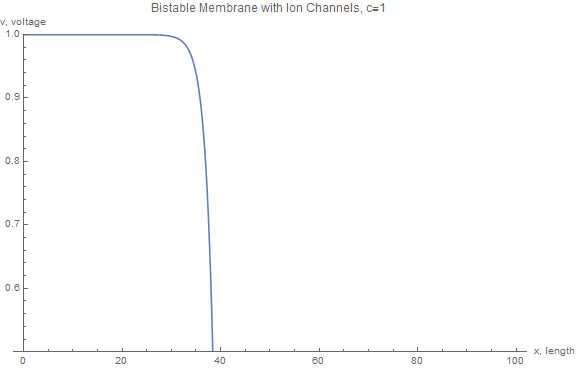 Bistable Membrane with Ion Channels, c=1
v, voltage
1.0
0.9
0.8
0.7
0.6
0 20 40 60 80 100 x, length